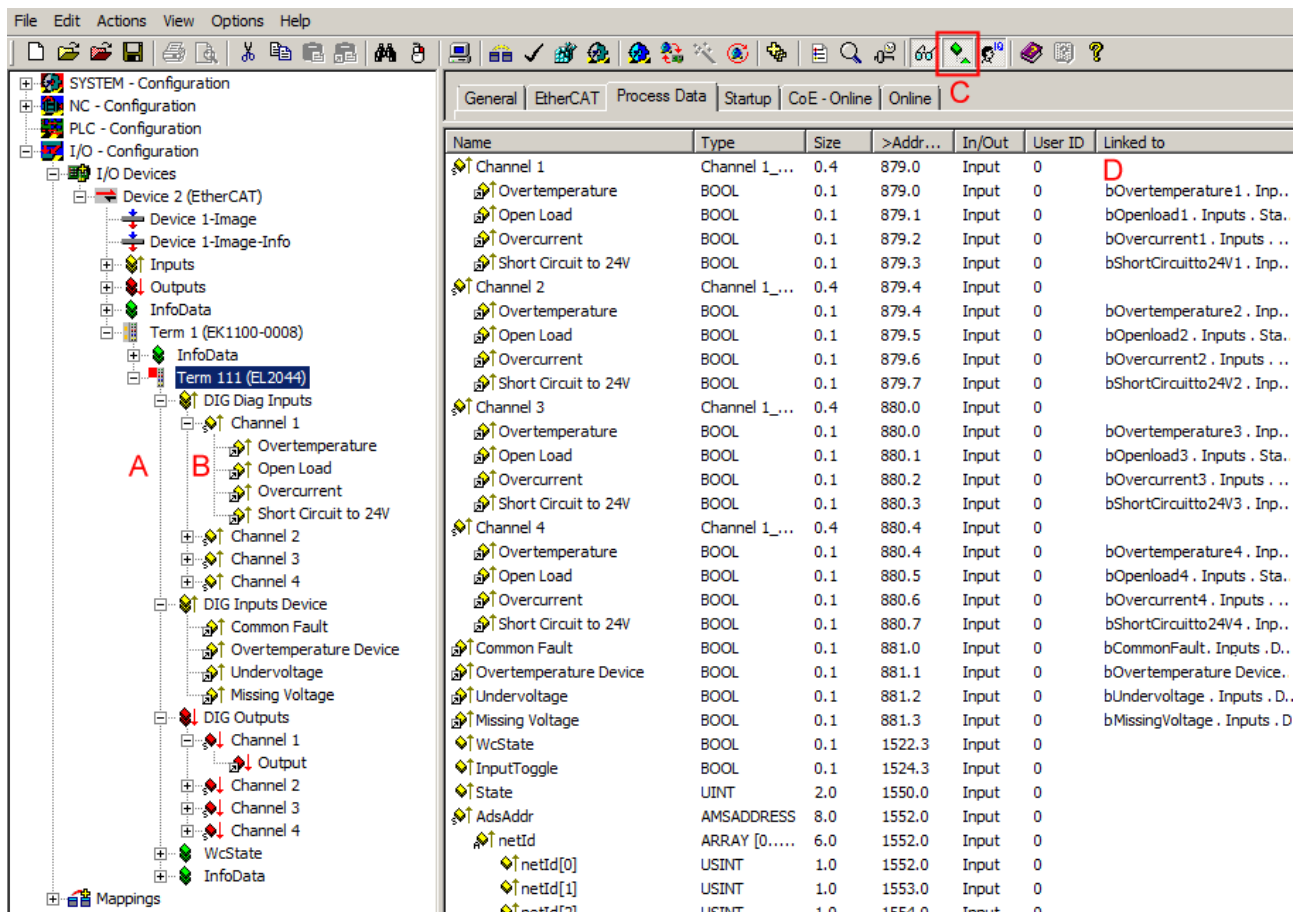 File Edit Actions View Options Help
SYSTEM - Configuration
NC - Configuration
PLC - Configuration
I/O - Configuration
I/O Devices
Device 2 (EtherCAT)
Device 1-Image
Device 1-Image-Info
Inputs
Outputs
InfoData
Term 1 (EK1100-0008)
InfoData
Term 111 (EL2044)
DIG Diag Inputs
Channel 1
Overtemperature
Open Load
Overcurrent
Short Circuit to 24V
Channel 2
Channel 3
Channel 4
DIG Inputs Device
Common Fault
Overtemperature Device
Undervoltage
Missing Voltage
DIG Outputs
Channel 1
Output
Channel 2
Channel 3
Channel 4
WcState
InfoData
Mappings
A
B
C
General EtherCAT Process Data Startup CoE - Online Online
Name Type Size >Addr... In/Out User ID Linked to
D
Channel 1 Channel 1_... 0.4 879.0 Input 0
Overtemperature BOOL 0.1 879.0 Input 0 bOvertemperature1 . Inp..
Open Load BOOL 0.1 879.1 Input 0 bOpenload1 . Inputs . Sta..
Overcurrent BOOL 0.1 879.2 Input 0 bOvercurrent1 . Inputs . ...
Short Circuit to 24V BOOL 0.1 879.3 Input 0 bShortCircuitto24V1 . Inp...
Channel 2 Channel 1_... 0.4 879.4 Input 0
Overtemperature BOOL 0.1 879.4 Input 0 bOvertemperature2 . Inp...
Open Load BOOL 0.1 879.5 Input 0 bOpenload2 . Inputs . Sta...
Overcurrent BOOL 0.1 879.6 Input 0 bOvercurrent2 . Inputs . ...
Short Circuit to 24V BOOL 0.1 879.7 Input 0 bShortCircuitto24V2 . Inp...
Channel 3 Channel 1_... 0.4 880.0 Input 0
Overtemperature BOOL 0.1 880.0 Input 0 bOvertemperature3 . Inp...
Open Load BOOL 0.1 880.1 Input 0 bOpenload3 . Inputs . Sta...
Overcurrent BOOL 0.1 880.2 Input 0 bOvercurrent3 . Inputs . ...
Short Circuit to 24V BOOL 0.1 880.3 Input 0 bShortCircuitto24V3 . Inp...
Channel 4 Channel 1_... 0.4 880.4 Input 0
Overtemperature BOOL 0.1 880.4 Input 0 bOvertemperature4 . Inp...
Open Load BOOL 0.1 880.5 Input 0 bOpenload4 . Inputs . Sta...
Overcurrent BOOL 0.1 880.6 Input 0 bOvercurrent4 . Inputs . ...
Short Circuit to 24V BOOL 0.1 880.7 Input 0 bShortCircuitto24V4 . Inp...
Common Fault BOOL 0.1 881.0 Input 0 bCommonFault. Inputs .D...
Overtemperature Device BOOL 0.1 881.1 Input 0 bOvertemperature Device..
Undervoltage BOOL 0.1 881.2 Input 0 bUndervoltage . Inputs . D..
Missing Voltage BOOL 0.1 881.3 Input 0 bMissingVoltage . Inputs . D
WcState BOOL 0.1 1522.3 Input 0
InputToggle BOOL 0.1 1524.3 Input 0
State UINT 2.0 1550.0 Input 0
AdsAddr AMSADDRESS 8.0 1552.0 Input 0
netId ARRAY [0..... 6.0 1552.0 Input 0
netId[0] USINT 1.0 1552.0 Input 0
netId[1] USINT 1.0 1553.0 Input 0
netId[2] USINT 1.0 1554.0 Input 0